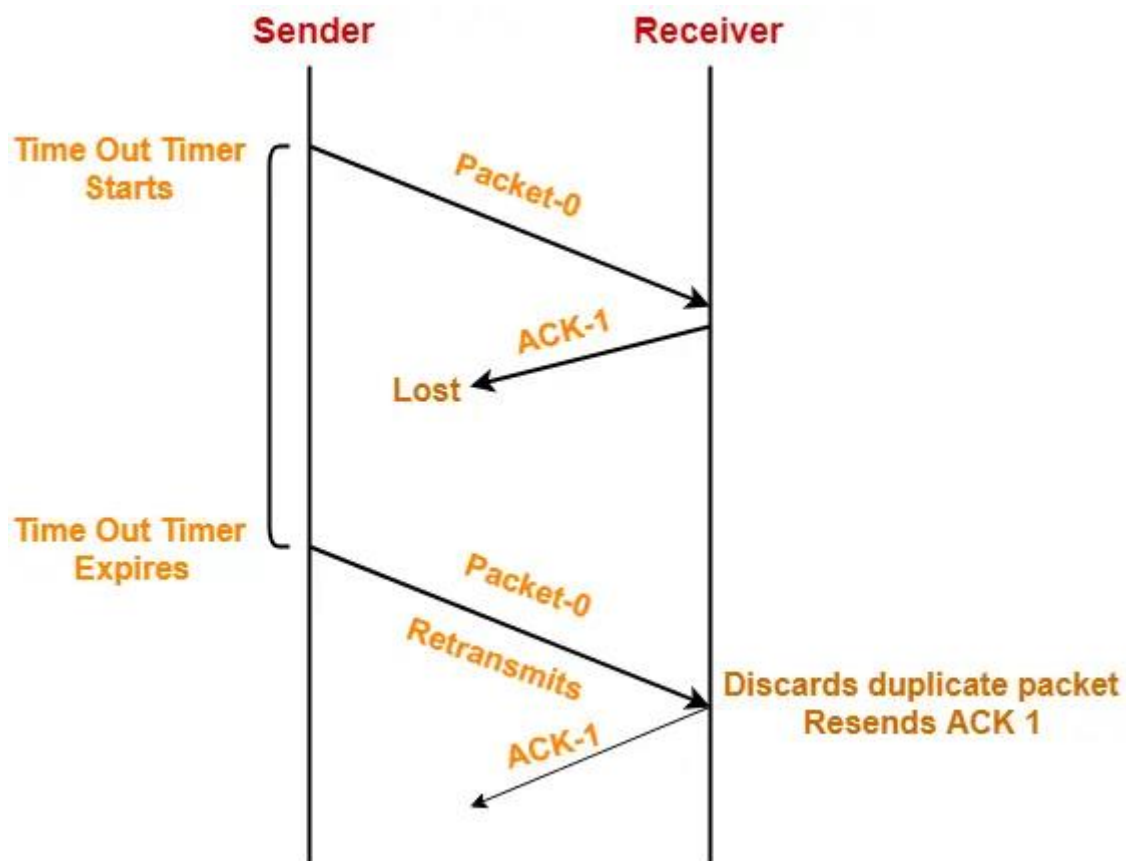 Sender
Receiver
Time Out Timer
Starts
Packet-0
ACK-1
Lost
Time Out Timer
Expires
Packet-0
Retransmits
Discards duplicate packet
Resends ACK 1
ACK-1